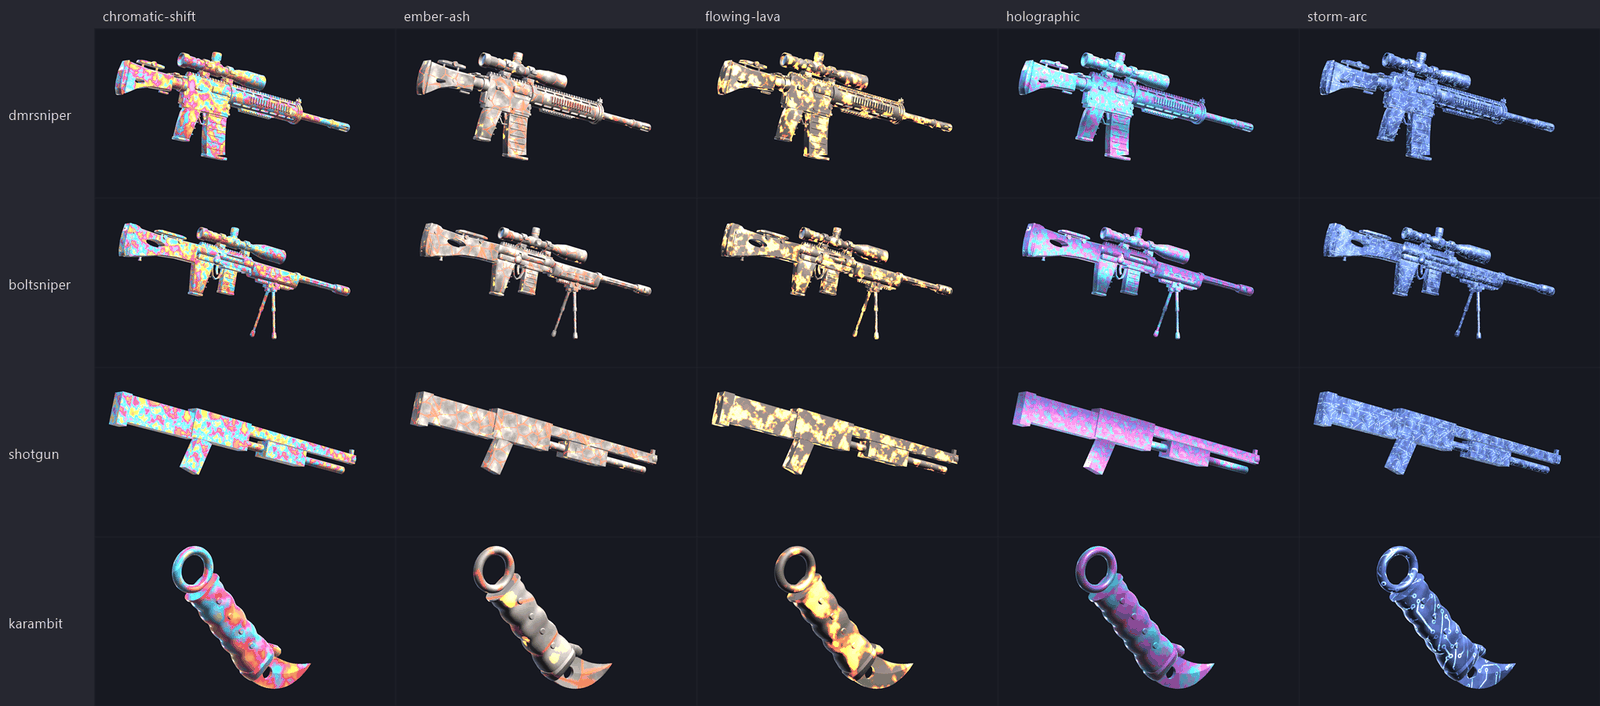 chromatic-shift ember-ash flowing-lava holographic storm-arc
dmrsniper
boltsniper
shotgun
karambit